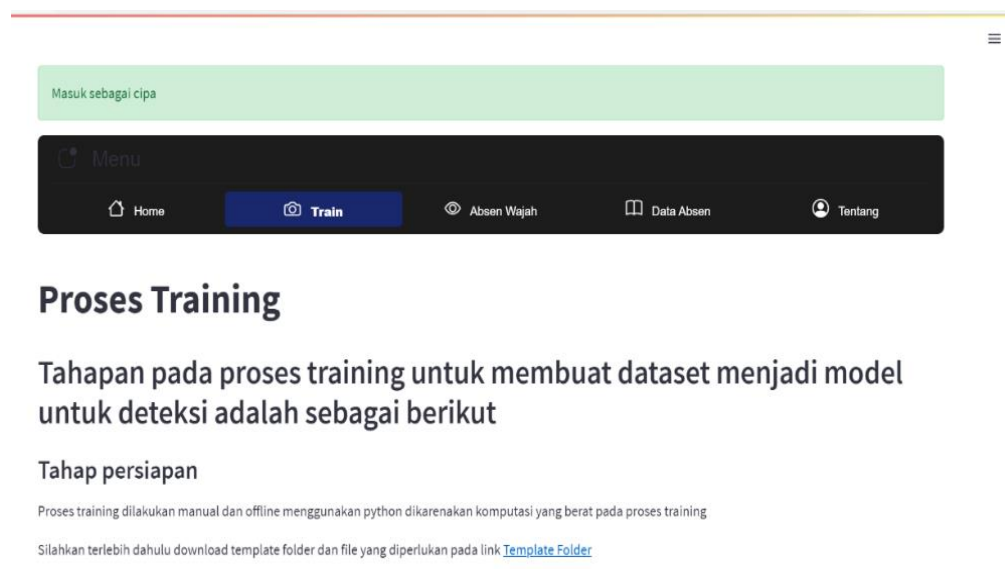 Masuk sebagai cipa
Menu
Home
Train
Absen Wajah
Data Absen
Tentang
Proses Training
Tahapan pada proses training untuk membuat dataset menjadi model
untuk deteksi adalah sebagai berikut
Tahap persiapan
Proses training dilakukan manual dan offline menggunakan python dikarenakan komputasi yang berat pada proses training
Silahkan terlebih dahulu download template folder dan file yang diperlukan pada link Template Folder